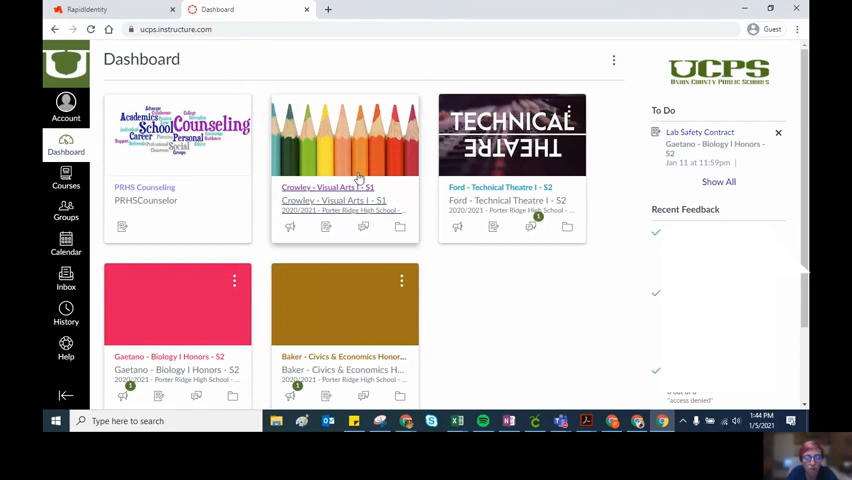 RapidIdentity
Dashboard
ucps.instructure.com
Guest
Account
Dashboard
Courses
Groups
Calendar
Inbox
History
Help
Dashboard
Academics
School Counseling
Career
Personal
Social
PRHS Counseling
PRHSCounselor
Crowley - Visual Arts I - S1
Crowley - Visual Arts I - S1
2020/2021 - Porter Ridge High School - ...
TECHNICAL
THEATRE
Ford - Technical Theatre I - S2
Ford - Technical Theatre I - S2
2020/2021 - Porter Ridge High School - ...
1
Gaetano - Biology I Honors - S2
Gaetano - Biology I Honors - S2
2020/2021 - Porter Ridge High School - ...
1
Baker - Civics & Economics Honor...
Baker - Civics & Economics H...
2020/2021 - Porter Ridge High School - ...
1
UCPS
UNION COUNTY PUBLIC SCHOOLS
To Do
Lab Safety Contract
Gaetano - Biology I Honors -
S2
Jan 11 at 11:59pm
Show All
Recent Feedback
"access denied"
Type here to search
1:44 PM
1/5/2021